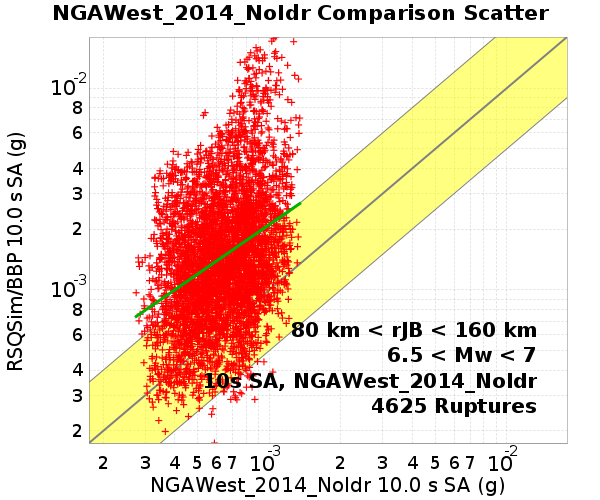 NGAWest_2014_NoIdr Comparison Scatter
RSQSim/BBP 10.0 s SA (g)
10-2
8
6
4
3
2
10-3
8
6
4
3
2
80 km < rJB < 160 km
6.5 < Mw < 7
10s SA, NGAWest_2014_NoIdr
4625 Ruptures
2 3 4 5 6 7 10-3 2 3 4 5 6 7 10-2
NGAWest_2014_NoIdr 10.0 s SA (g)